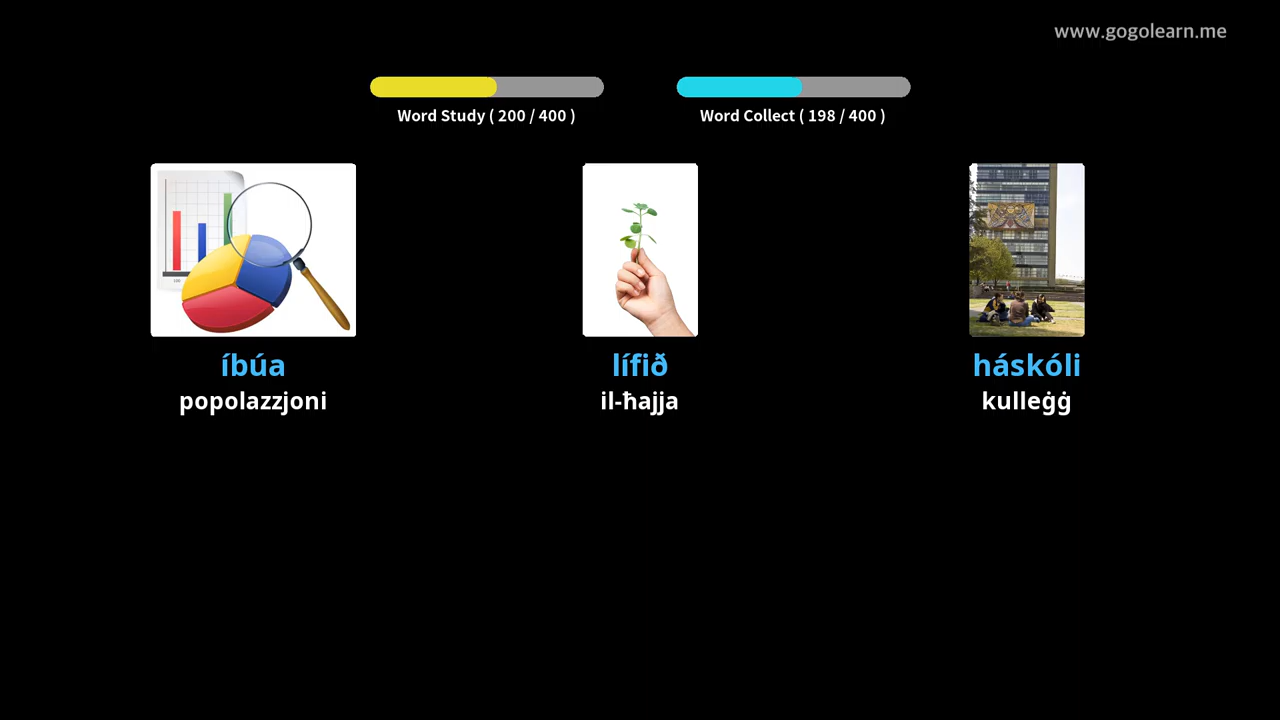 www.gogolearn.me
Word Study ( 200 / 400 )
Word Collect ( 198 / 400 )
íbúa
lífið
háskóli
popolazzjoni
il-ħajja
kulleġġ